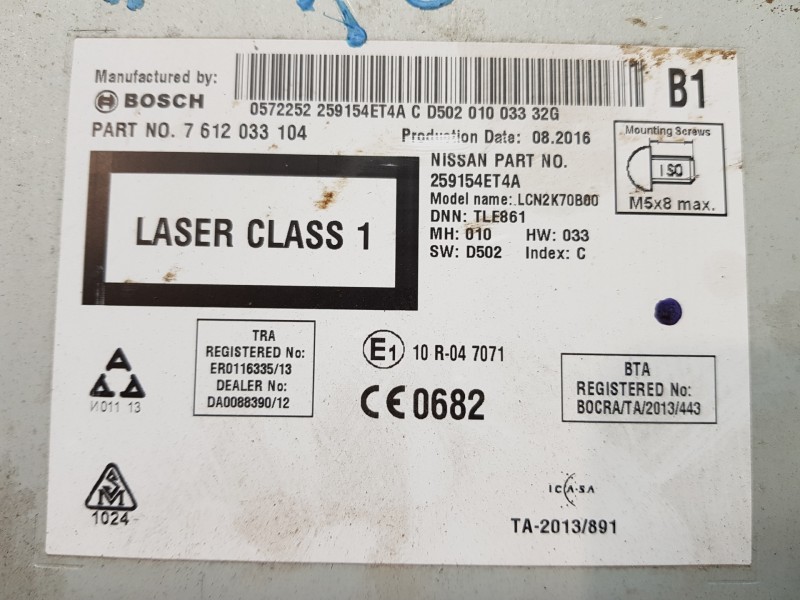 Manufactured by:
BOSCH
0572252 259154ET4A C D502 010 033 32G
B1
PART NO. 7 612 033 104
Production Date: 08.2016
NISSAN PART NO.
259154ET4A
Model name: LCN2K70B00
DNN: TLE861
MH: 010 HW: 033
SW: D502 Index: C
Mounting Screws
ISO
M5x8 max.
LASER CLASS 1
И011 13
TRA
REGISTERED No:
ER0116335/13
DEALER No:
DA0088390/12
E1 10 R-04 7071
CE 0682
BTA
REGISTERED No:
BOCRA/TA/2013/443
1024
ICASA
TA-2013/891